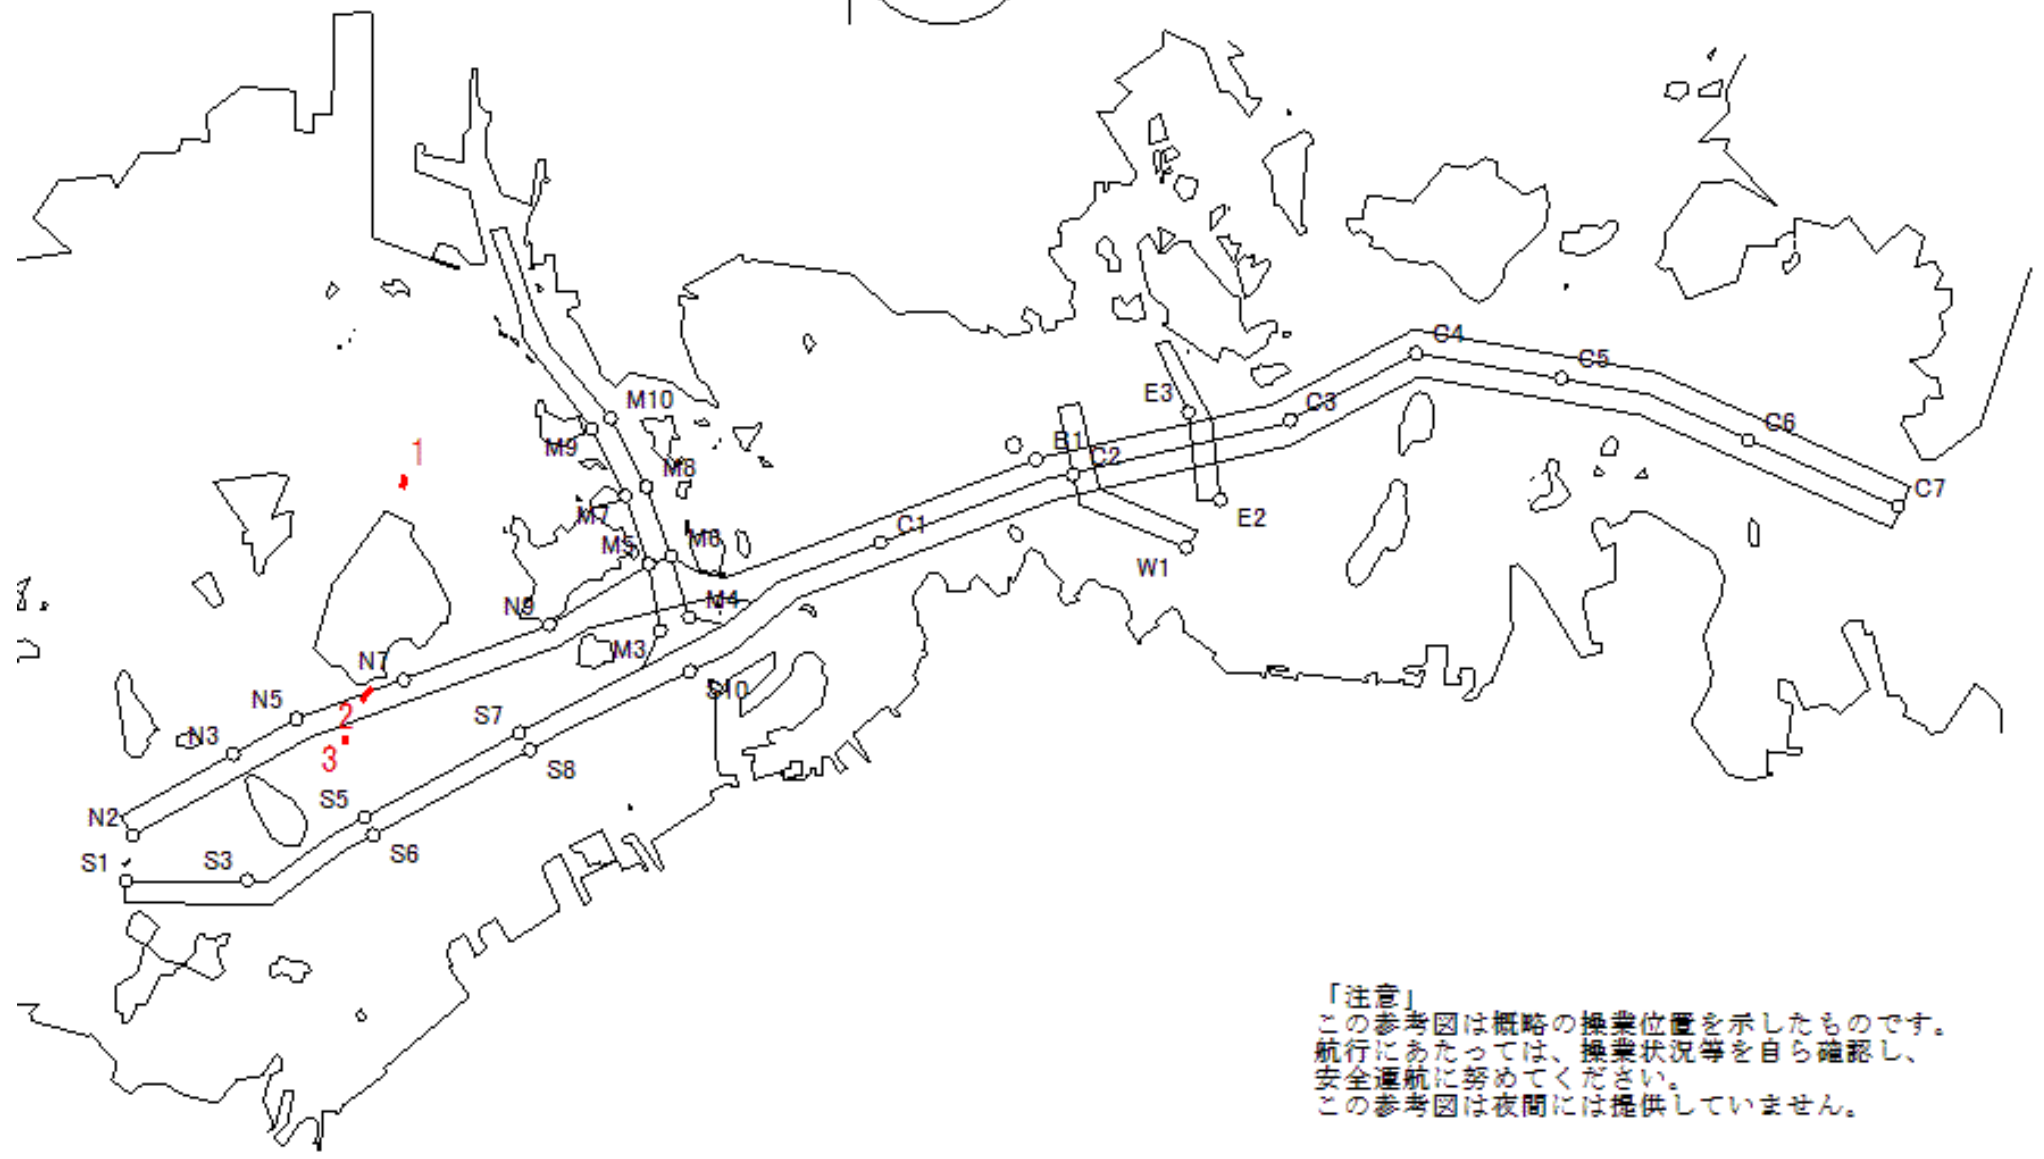 C4
C5
M10
E3
C3
C6
1
M9
B1
C2
M8
C7
M7
C1
E2
M5
M6
W1
N9
M4
N7
M3
S10
N5
2
S7
N3
3
S8
S5
N2
S6
S1
S3
「注意」
この参考図は概略の操業位置を示したものです。
航行にあたっては、操業状況等を自ら確認し、
安全運航に努めてください。
この参考図は夜間には提供していません。